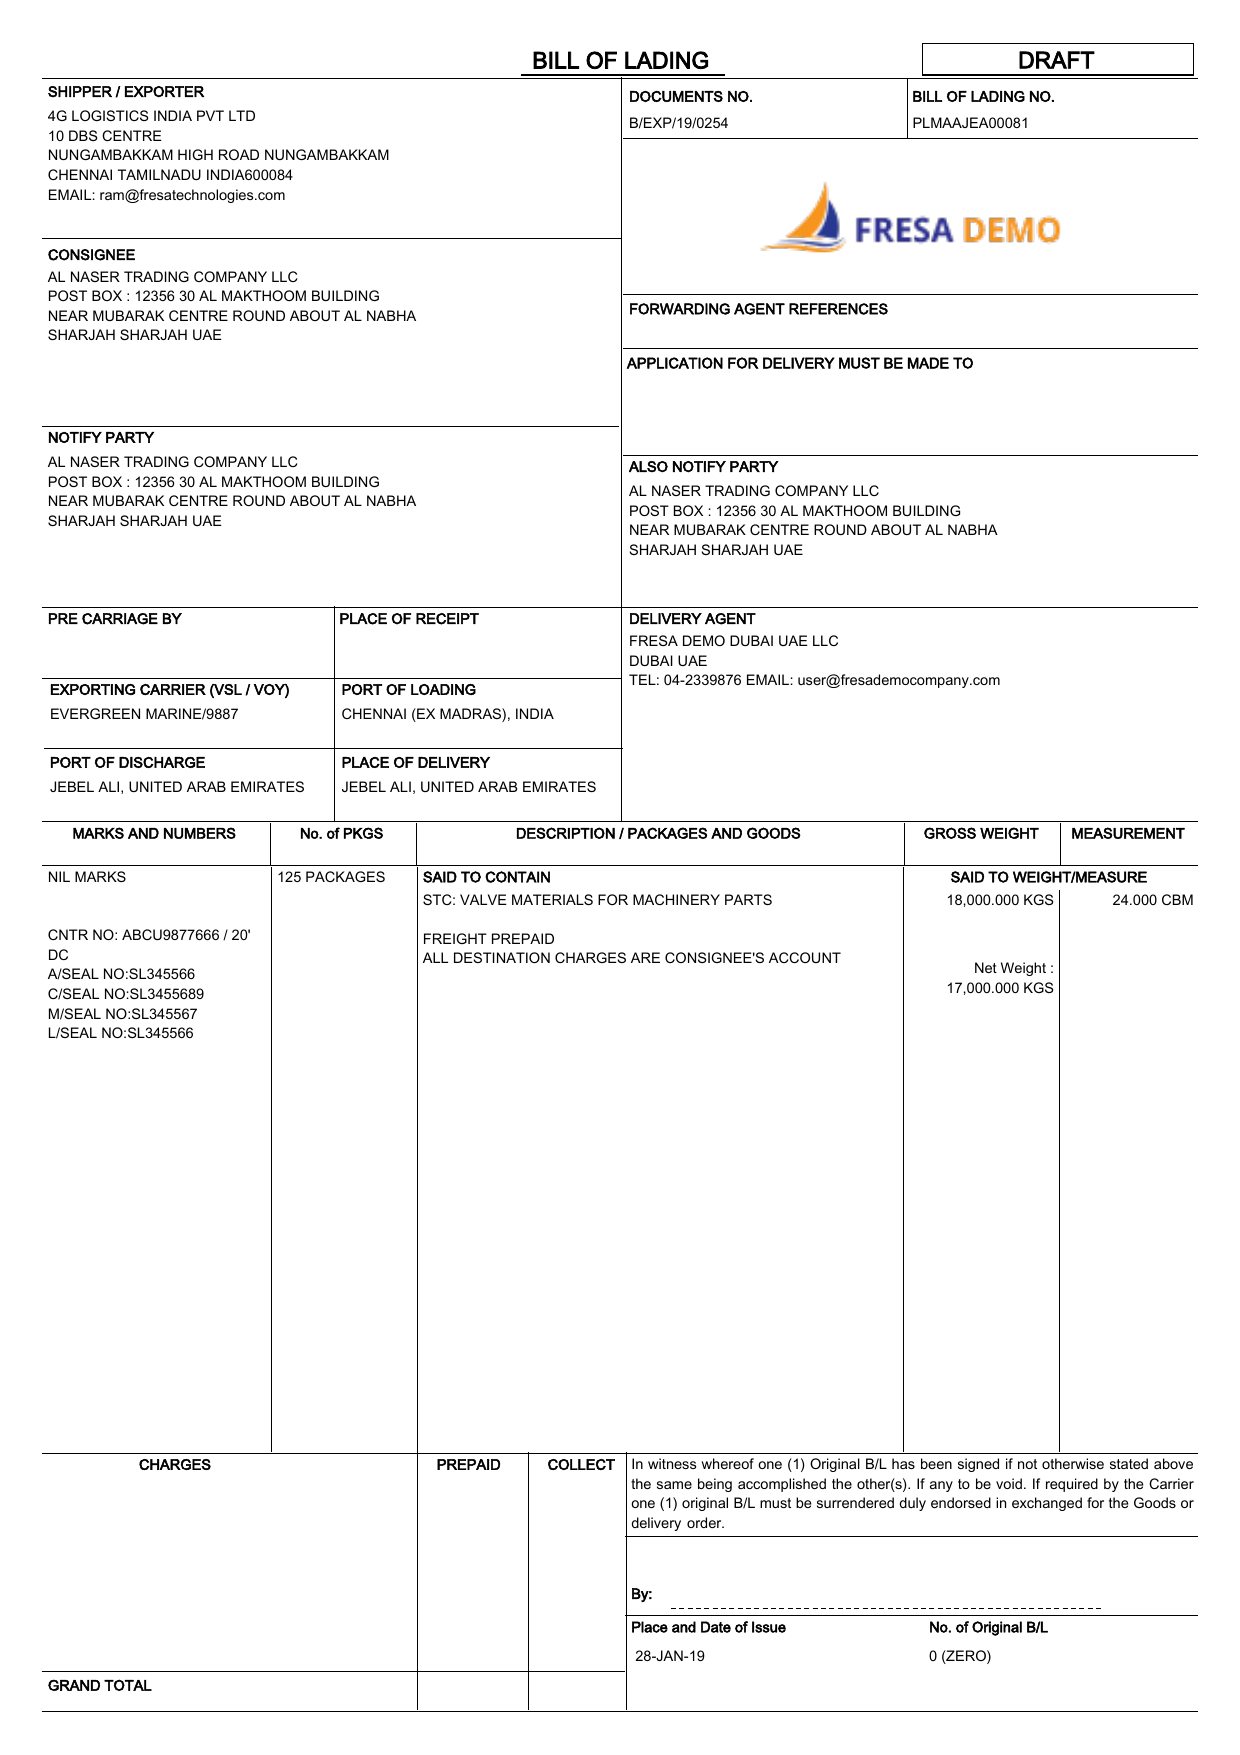 BILL OF LADING
DRAFT
SHIPPER / EXPORTER
4G LOGISTICS INDIA PVT LTD
10 DBS CENTRE
NUNGAMBAKKAM HIGH ROAD NUNGAMBAKKAM
CHENNAI TAMILNADU INDIA600084
EMAIL: ram@fresatechnologies.com
DOCUMENTS NO.
B/EXP/19/0254
BILL OF LADING NO.
PLMAAJEA00081
FRESA DEMO
CONSIGNEE
AL NASER TRADING COMPANY LLC
POST BOX : 12356 30 AL MAKTHOOM BUILDING
NEAR MUBARAK CENTRE ROUND ABOUT AL NABHA
SHARJAH SHARJAH UAE
FORWARDING AGENT REFERENCES
APPLICATION FOR DELIVERY MUST BE MADE TO
NOTIFY PARTY
AL NASER TRADING COMPANY LLC
POST BOX : 12356 30 AL MAKTHOOM BUILDING
NEAR MUBARAK CENTRE ROUND ABOUT AL NABHA
SHARJAH SHARJAH UAE
ALSO NOTIFY PARTY
AL NASER TRADING COMPANY LLC
POST BOX : 12356 30 AL MAKTHOOM BUILDING
NEAR MUBARAK CENTRE ROUND ABOUT AL NABHA
SHARJAH SHARJAH UAE
PRE CARRIAGE BY
PLACE OF RECEIPT
DELIVERY AGENT
FRESA DEMO DUBAI UAE LLC
DUBAI UAE
TEL: 04-2339876 EMAIL: user@fresademocompany.com
EXPORTING CARRIER (VSL / VOY)
EVERGREEN MARINE/9887
PORT OF LOADING
CHENNAI (EX MADRAS), INDIA
PORT OF DISCHARGE
JEBEL ALI, UNITED ARAB EMIRATES
PLACE OF DELIVERY
JEBEL ALI, UNITED ARAB EMIRATES
MARKS AND NUMBERS
No. of PKGS
DESCRIPTION / PACKAGES AND GOODS
GROSS WEIGHT
MEASUREMENT
NIL MARKS
CNTR NO: ABCU9877666 / 20'
DC
A/SEAL NO:SL345566
C/SEAL NO:SL3455689
M/SEAL NO:SL345567
L/SEAL NO:SL345566
125 PACKAGES
SAID TO CONTAIN
STC: VALVE MATERIALS FOR MACHINERY PARTS
FREIGHT PREPAID
ALL DESTINATION CHARGES ARE CONSIGNEE'S ACCOUNT
SAID TO WEIGHT/MEASURE
18,000.000 KGS
24.000 CBM
Net Weight :
17,000.000 KGS
CHARGES
PREPAID
COLLECT
In witness whereof one (1) Original B/L has been signed if not otherwise stated above
the same being accomplished the other(s). If any to be void. If required by the Carrier
one (1) original B/L must be surrendered duly endorsed in exchanged for the Goods or
delivery order.
By:
Place and Date of Issue
28-JAN-19
No. of Original B/L
0 (ZERO)
GRAND TOTAL